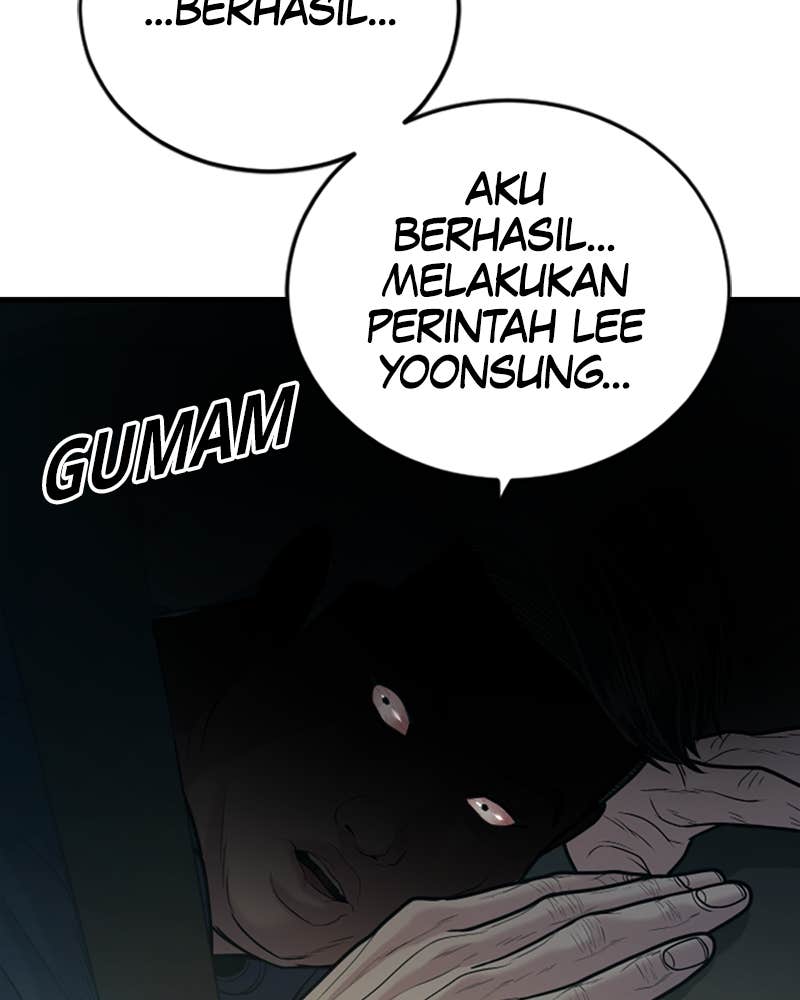 ...BERHASIL...
AKU
BERHASIL...
MELAKUKAN
PERINTAH LEE
YOONSUNG...
GUMAM